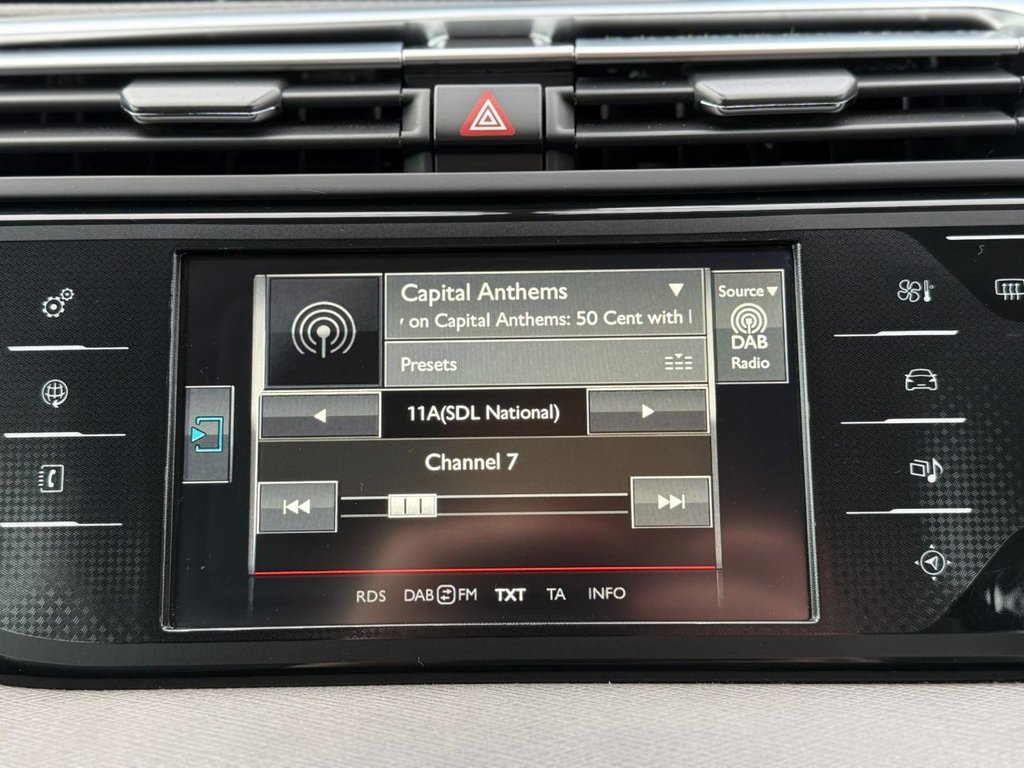 Capital Anthems
on Capital Anthems: 50 Cent with
Source
DAB
Radio
Presets
11A(SDL National)
Channel 7
RDS DAB FM TXT TA INFO